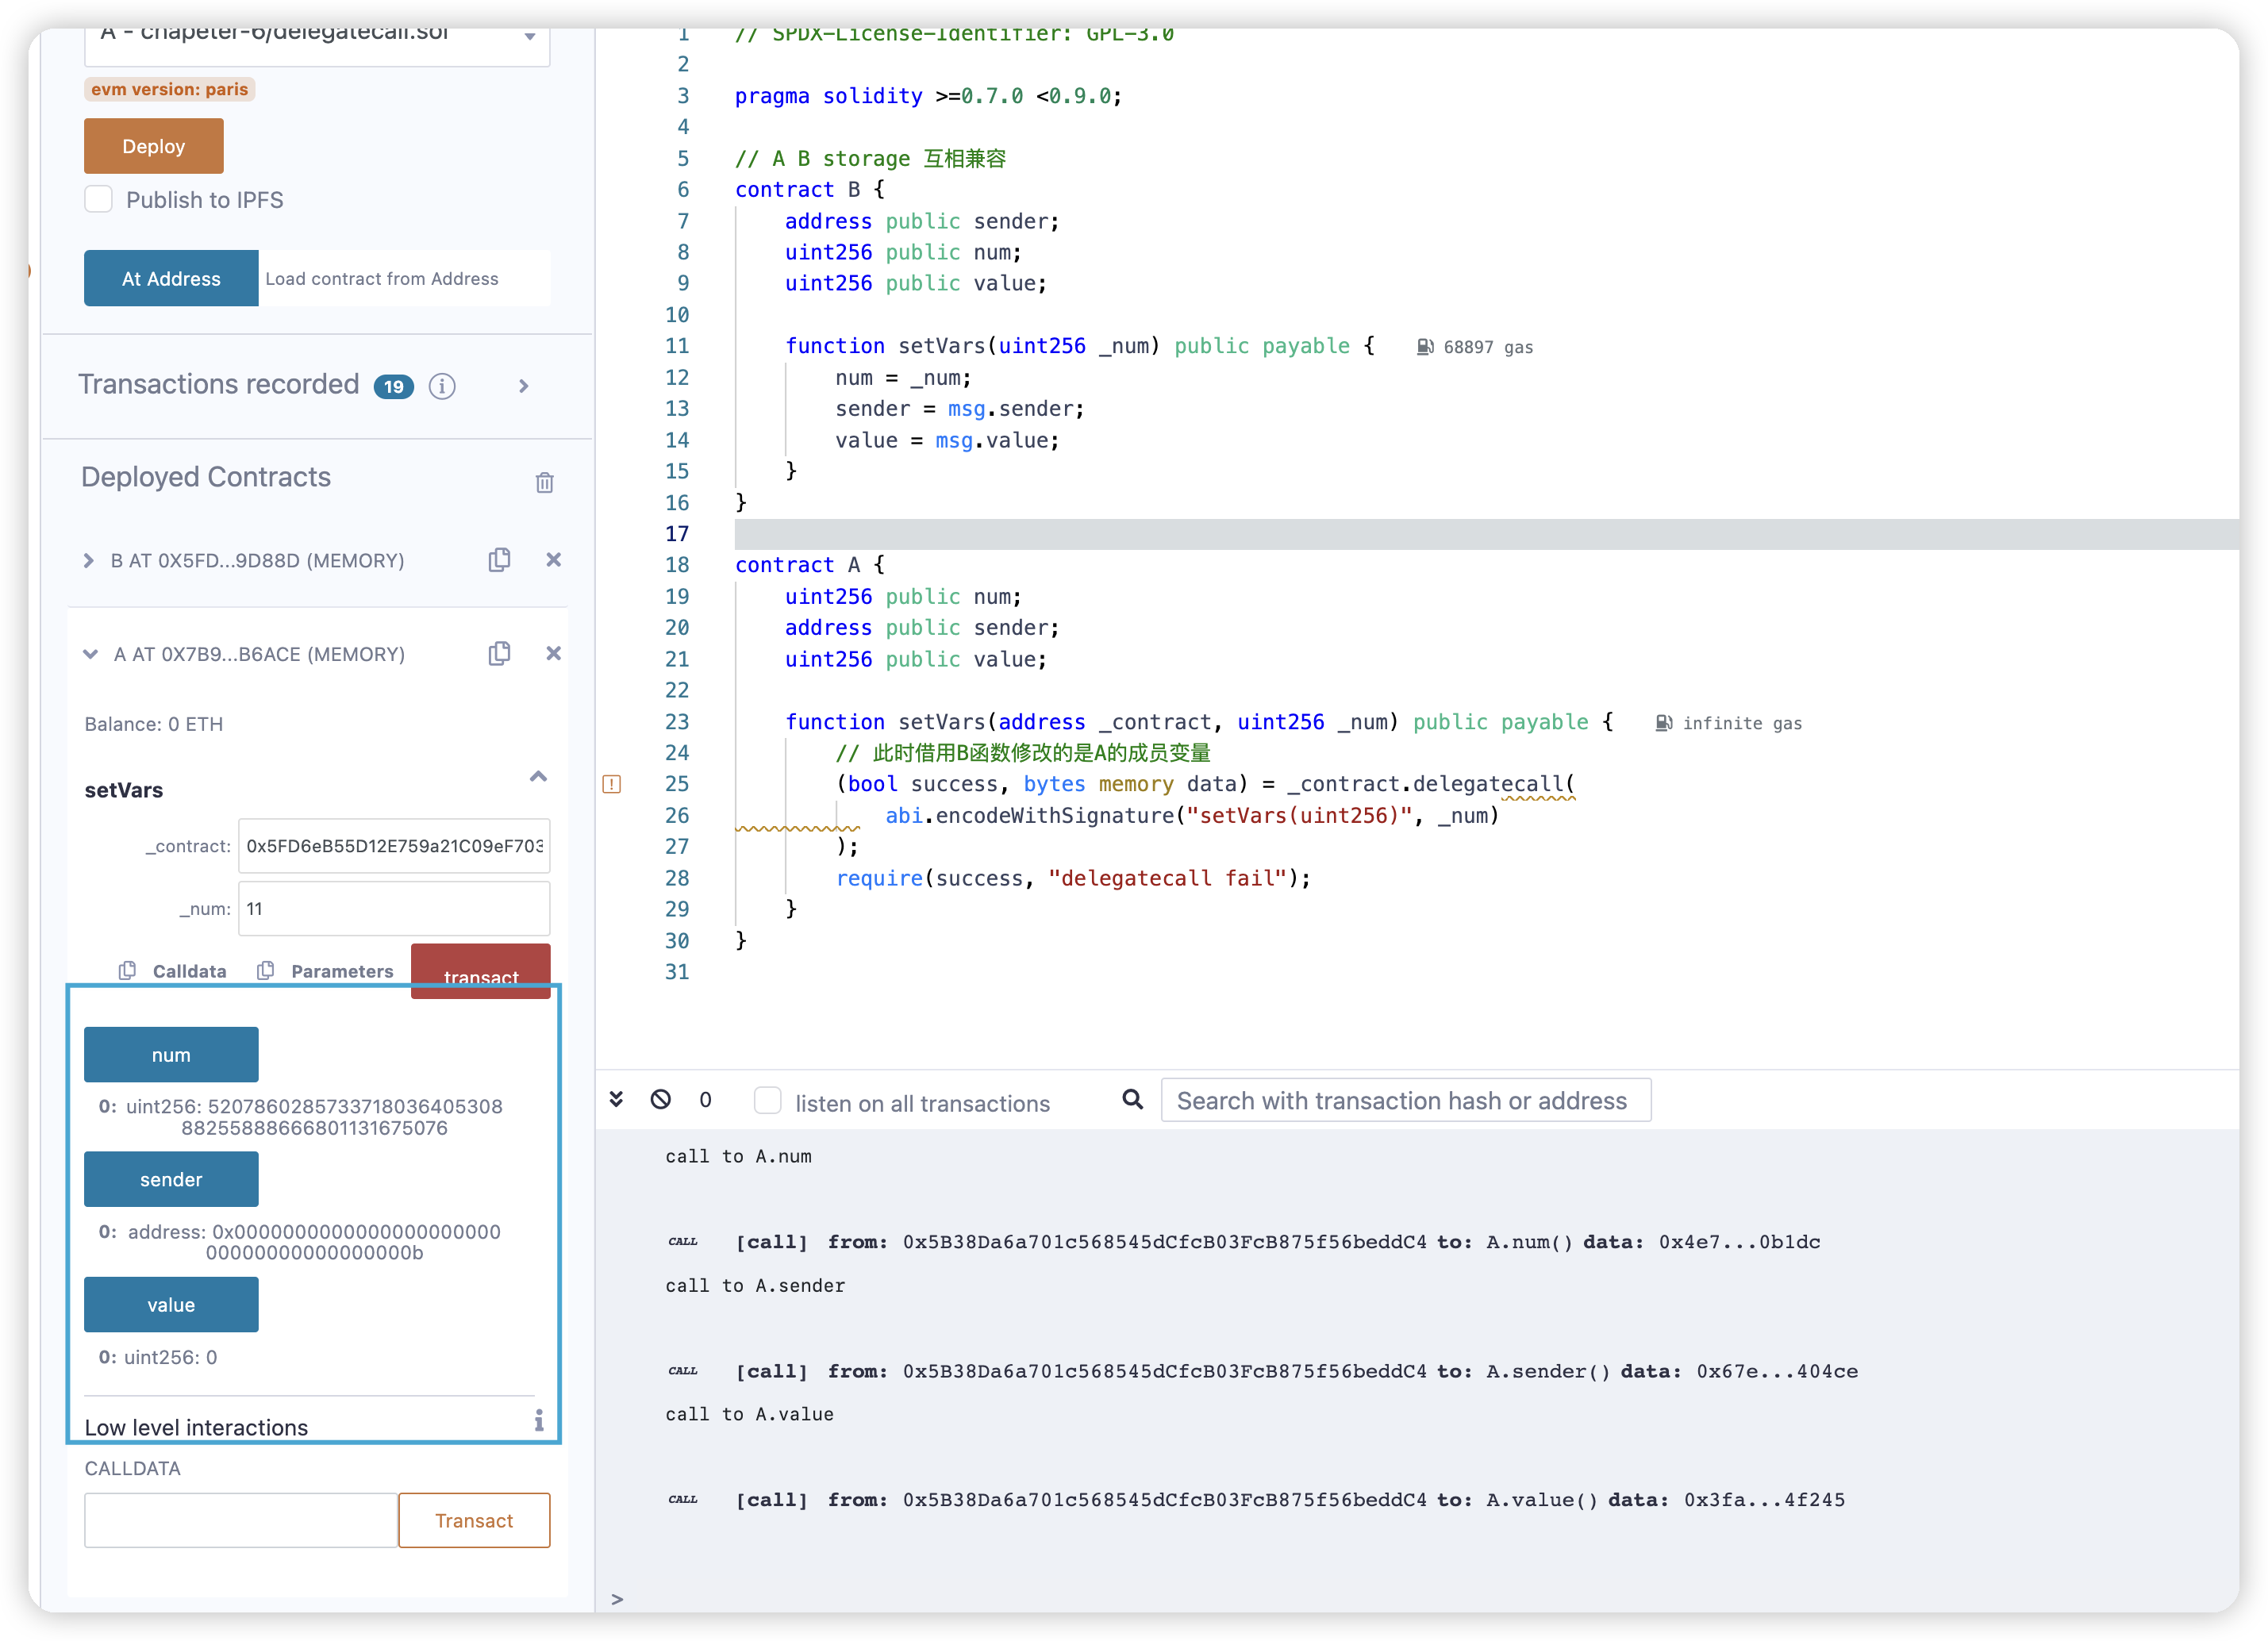 A - chapeter-6/delegatecall.sol
evm version: paris
Deploy
Publish to IPFS
At Address
Load contract from Address
Transactions recorded 19
Deployed Contracts
B AT 0X5FD...9D88D (MEMORY)
A AT 0X7B9...B6ACE (MEMORY)
Balance: 0 ETH
setVars
_contract: 0x5FD6eB55D12E759a21C09eF703
_num: 11
Calldata Parameters transact
num
0: uint256: 520786028573371803640530888255888666801131675076
sender
0: address: 0x000000000000000000000000000000000000000b
value
0: uint256: 0
Low level interactions
CALLDATA
Transact
1 // SPDX-License-Identifier: GPL-3.0
2
3 pragma solidity >=0.7.0 <0.9.0;
4
5 // A B storage 互相兼容
6 contract B {
7 address public sender;
8 uint256 public num;
9 uint256 public value;
10
11 function setVars(uint256 _num) public payable { 68897 gas
12 num = _num;
13 sender = msg.sender;
14 value = msg.value;
15 }
16 }
17
18 contract A {
19 uint256 public num;
20 address public sender;
21 uint256 public value;
22
23 function setVars(address _contract, uint256 _num) public payable { infinite gas
24 // 此时借用B函数修改的是A的成员变量
25 (bool success, bytes memory data) = _contract.delegatecall(
26 abi.encodeWithSignature("setVars(uint256)", _num)
27 );
28 require(success, "delegatecall fail");
29 }
30 }
31
0 listen on all transactions Search with transaction hash or address
call to A.num
CALL [call] from: 0x5B38Da6a701c568545dCfcB03FcB875f56beddC4 to: A.num() data: 0x4e7...0b1dc
call to A.sender
CALL [call] from: 0x5B38Da6a701c568545dCfcB03FcB875f56beddC4 to: A.sender() data: 0x67e...404ce
call to A.value
CALL [call] from: 0x5B38Da6a701c568545dCfcB03FcB875f56beddC4 to: A.value() data: 0x3fa...4f245
>